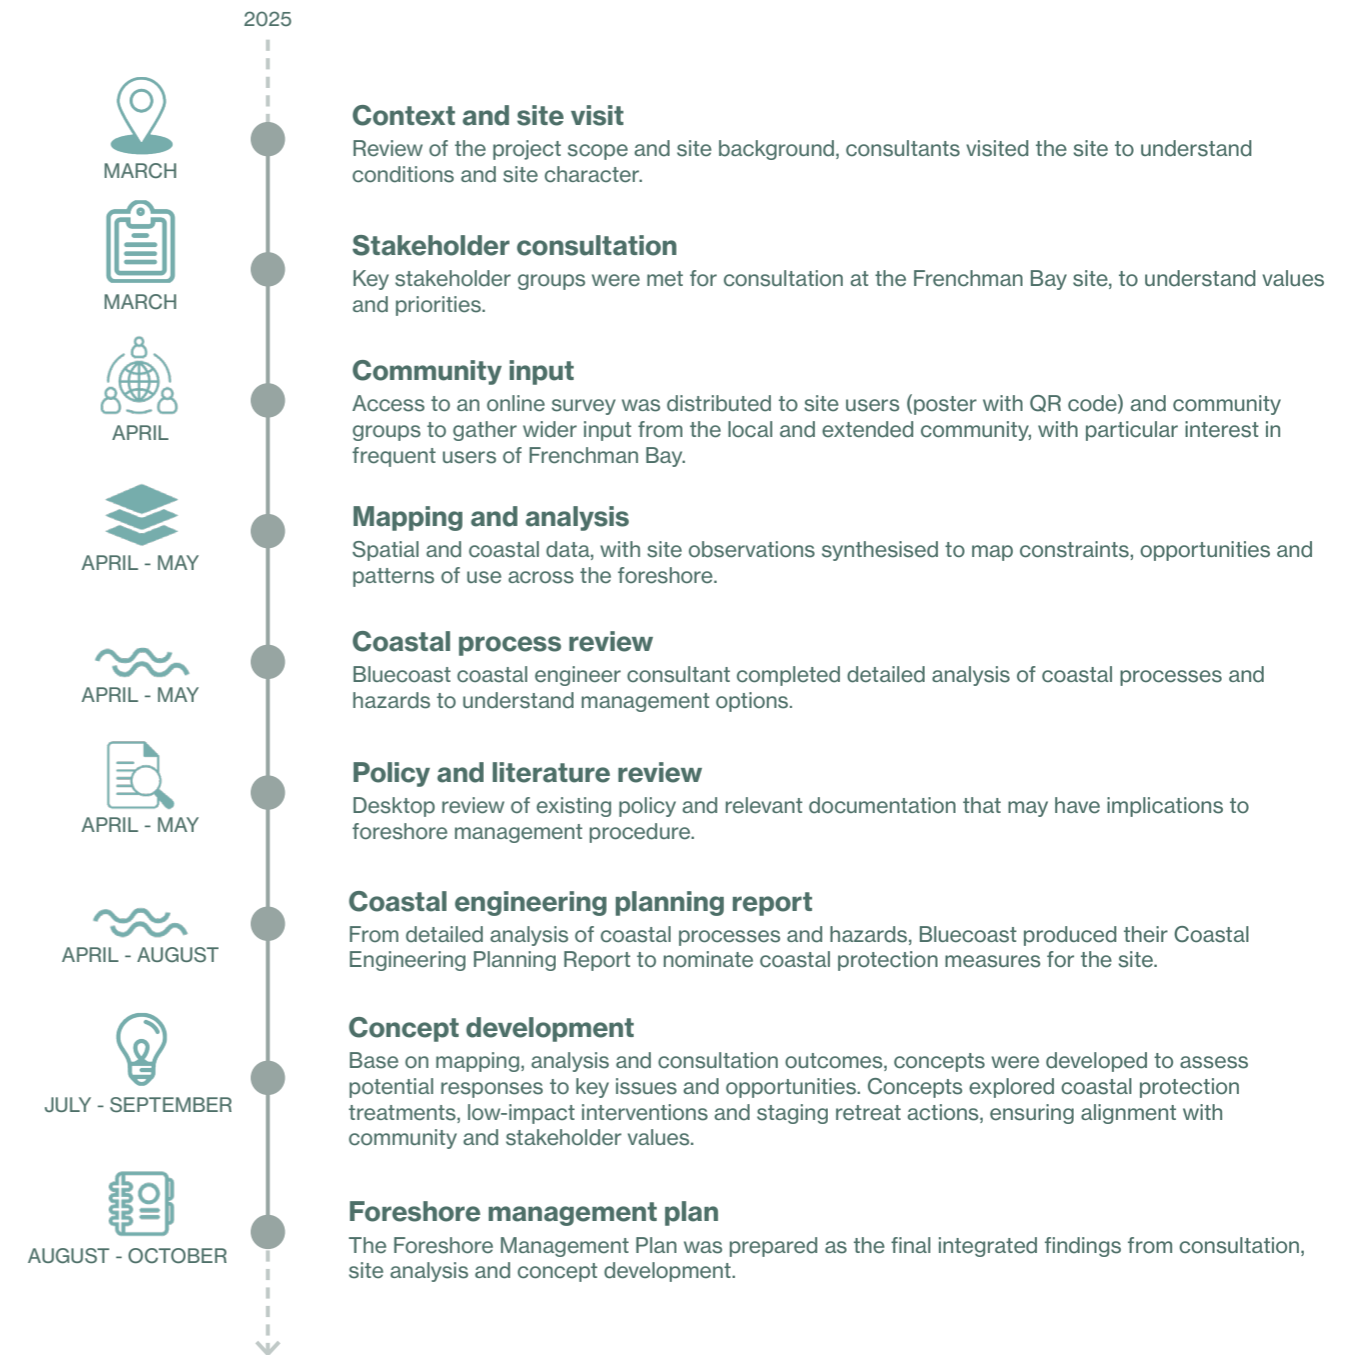 2025
MARCH
Context and site visit
Review of the project scope and site background, consultants visited the site to understand
conditions and site character.
MARCH
Stakeholder consultation
Key stakeholder groups were met for consultation at the Frenchman Bay site, to understand values
and priorities.
APRIL
Community input
Access to an online survey was distributed to site users (poster with QR code) and community
groups to gather wider input from the local and extended community, with particular interest in
frequent users of Frenchman Bay.
APRIL - MAY
Mapping and analysis
Spatial and coastal data, with site observations synthesised to map constraints, opportunities and
patterns of use across the foreshore.
APRIL - MAY
Coastal process review
Bluecoast coastal engineer consultant completed detailed analysis of coastal processes and
hazards to understand management options.
APRIL - MAY
Policy and literature review
Desktop review of existing policy and relevant documentation that may have implications to
foreshore management procedure.
APRIL - AUGUST
Coastal engineering planning report
From detailed analysis of coastal processes and hazards, Bluecoast produced their Coastal
Engineering Planning Report to nominate coastal protection measures for the site.
JULY - SEPTEMBER
Concept development
Base on mapping, analysis and consultation outcomes, concepts were developed to assess
potential responses to key issues and opportunities. Concepts explored coastal protection
treatments, low-impact interventions and staging retreat actions, ensuring alignment with
community and stakeholder values.
AUGUST - OCTOBER
Foreshore management plan
The Foreshore Management Plan was prepared as the final integrated findings from consultation,
site analysis and concept development.